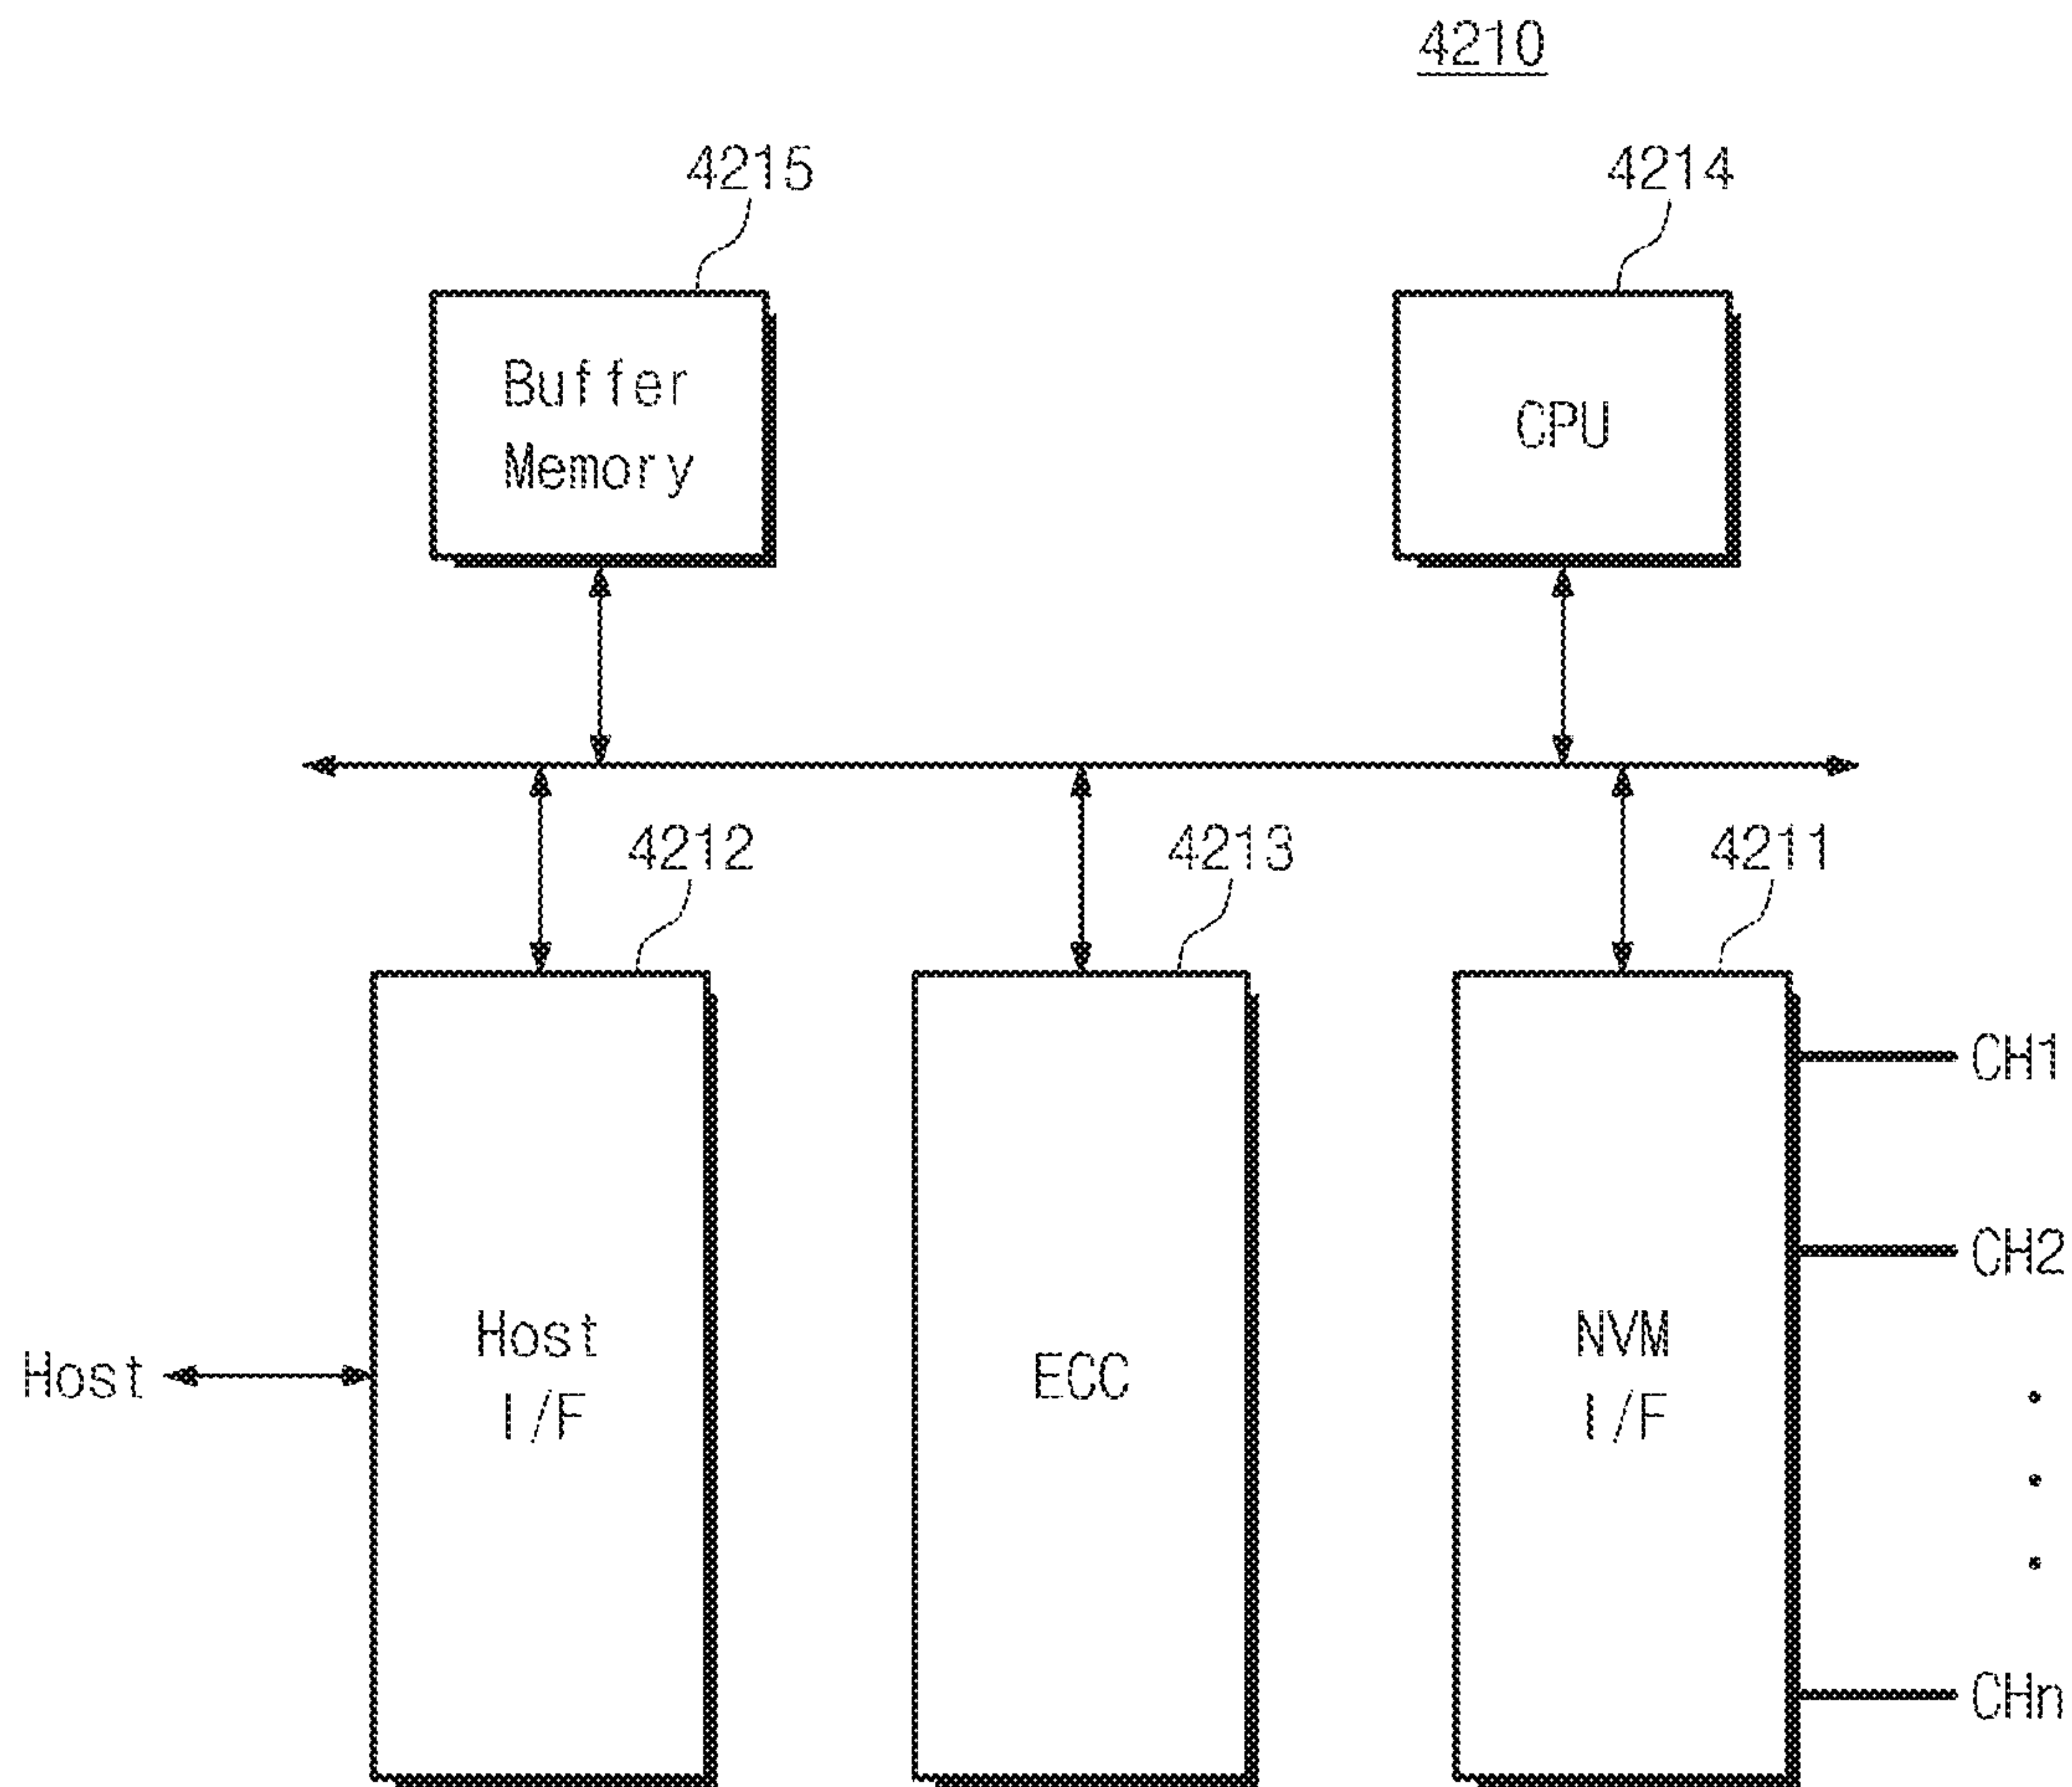 4210
4215
4214
Buffer
Memory
CPU
4212
4213
4211
CH1
CH2
Host
I/F
ECC
NVM
I/F
Host
CHn